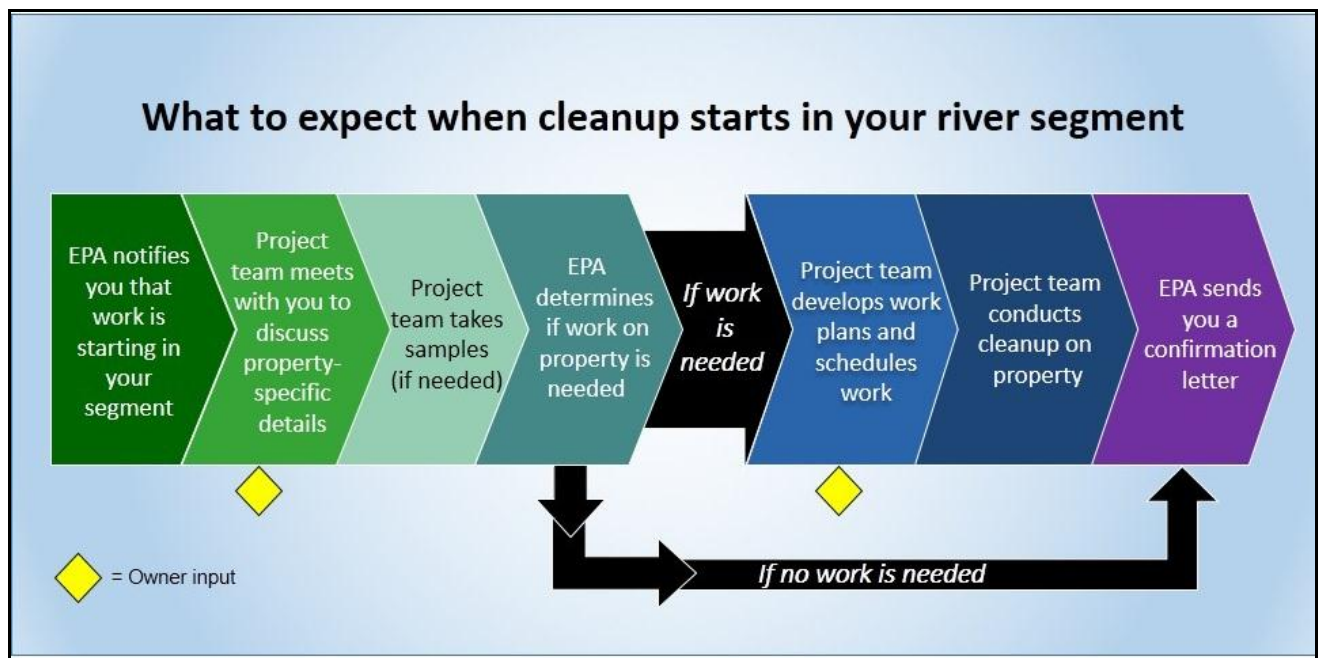 What to expect when cleanup starts in your river segment
EPA notifies
you that
work is
starting in
your
segment
Project
team meets
with you to
discuss
property-
specific
details
Project
team takes
samples
(if needed)
EPA
determines
if work on
property is
needed
If work
is
needed
Project team
develops work
plans and
schedules
work
Project team
conducts
cleanup on
property
EPA sends
you a
confirmation
letter
= Owner input
If no work is needed